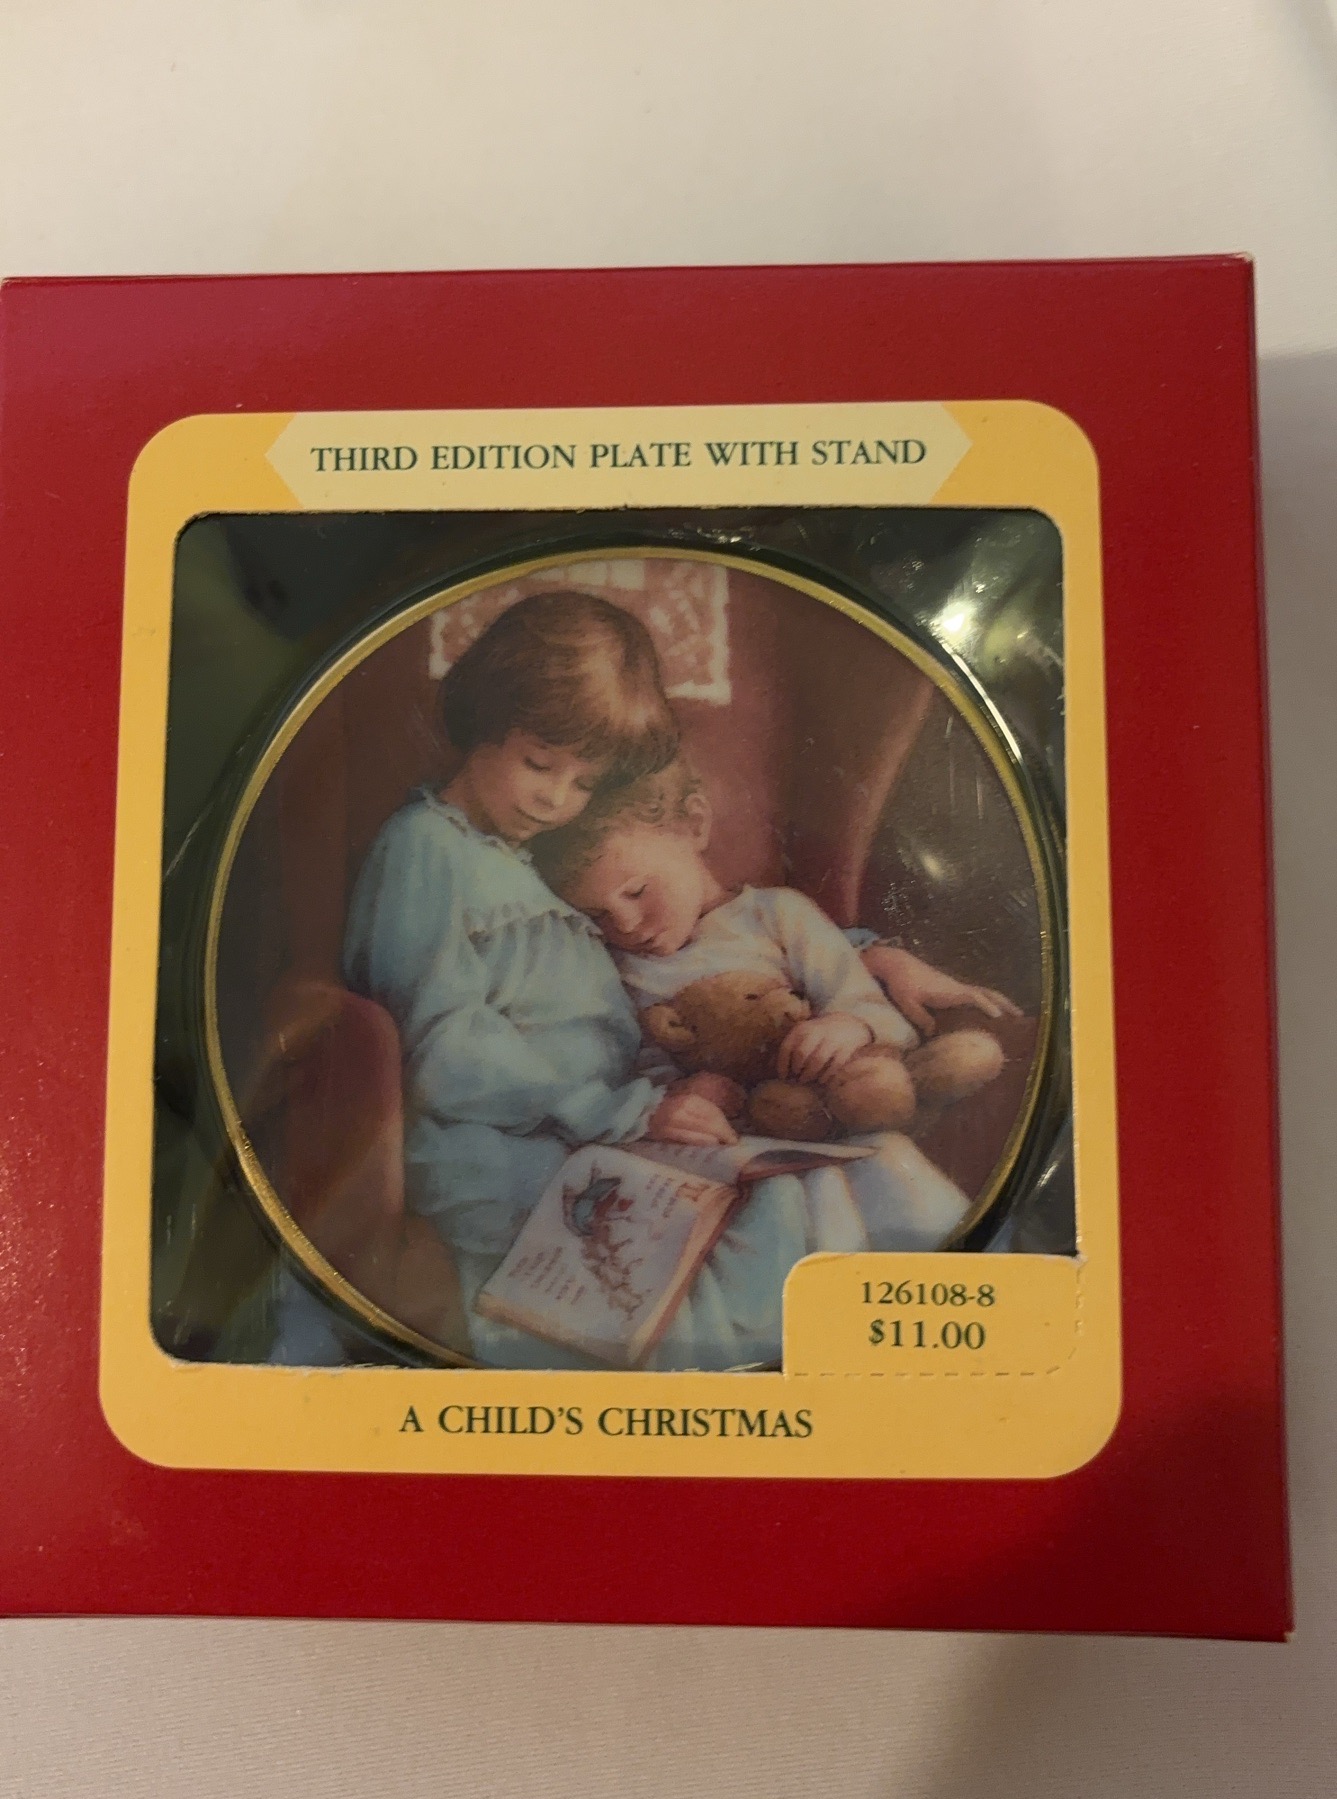 THIRD EDITION PLATE WITH STAND
126108-8
$11.00
A CHILD'S CHRISTMAS